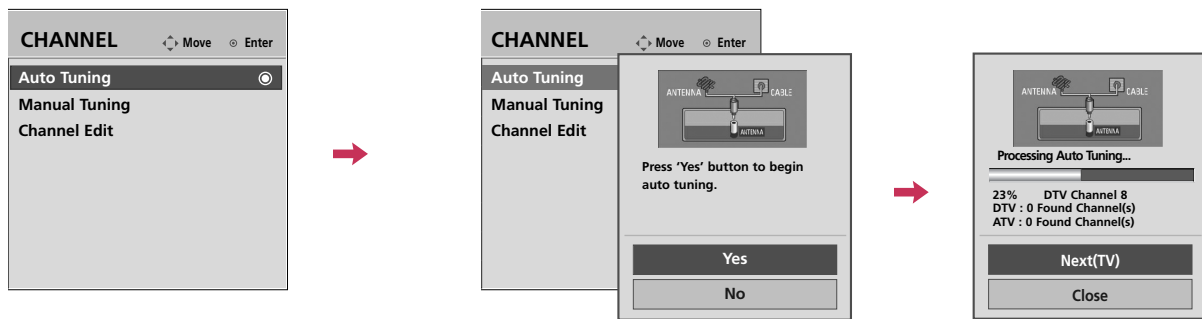 CHANNEL Move Enter
Auto Tuning
Manual Tuning
Channel Edit
CHANNEL Move Enter
Auto Tuning
Manual Tuning
Channel Edit
ANTENNA CABLE
ANTENNA
Press ‘Yes’ button to begin
auto tuning.
Yes
No
ANTENNA CABLE
ANTENNA
Processing Auto Tuning...
23% DTV Channel 8
DTV : 0 Found Channel(s)
ATV : 0 Found Channel(s)
Next(TV)
Close